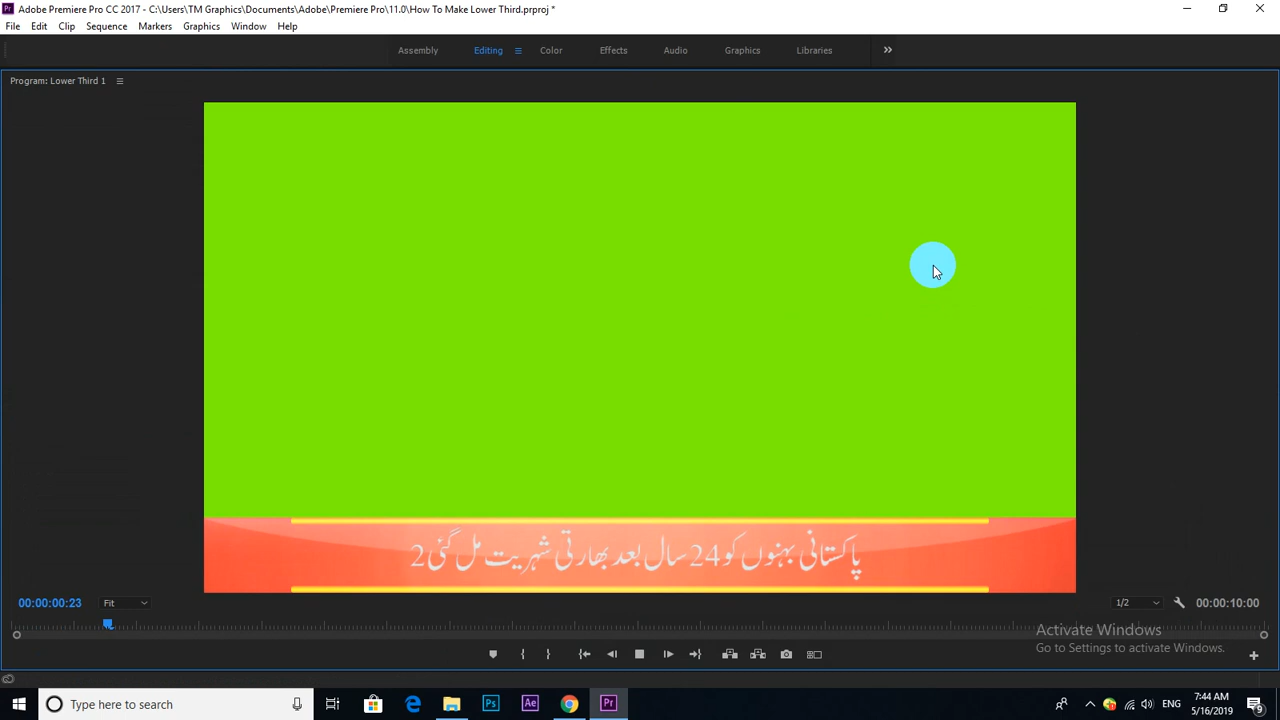 Adobe Premiere Pro CC 2017 - C:\Users\TM Graphics\Documents\Adobe\Premiere Pro\11.0\How To Make Lower Third.prproj *
File Edit Clip Sequence Markers Graphics Window Help
Assembly Editing Color Effects Audio Graphics Libraries
Program: Lower Third 1
پاکستانی بہنوں کو 24 سال بعد بھارتی شہریت مل گئی 2
00:00:00:23 Fit 1/2 00:00:10:00
Activate Windows
Go to Settings to activate Windows.
Type here to search
Ps Ae Pr
ENG
7:44 AM
5/16/2019
9